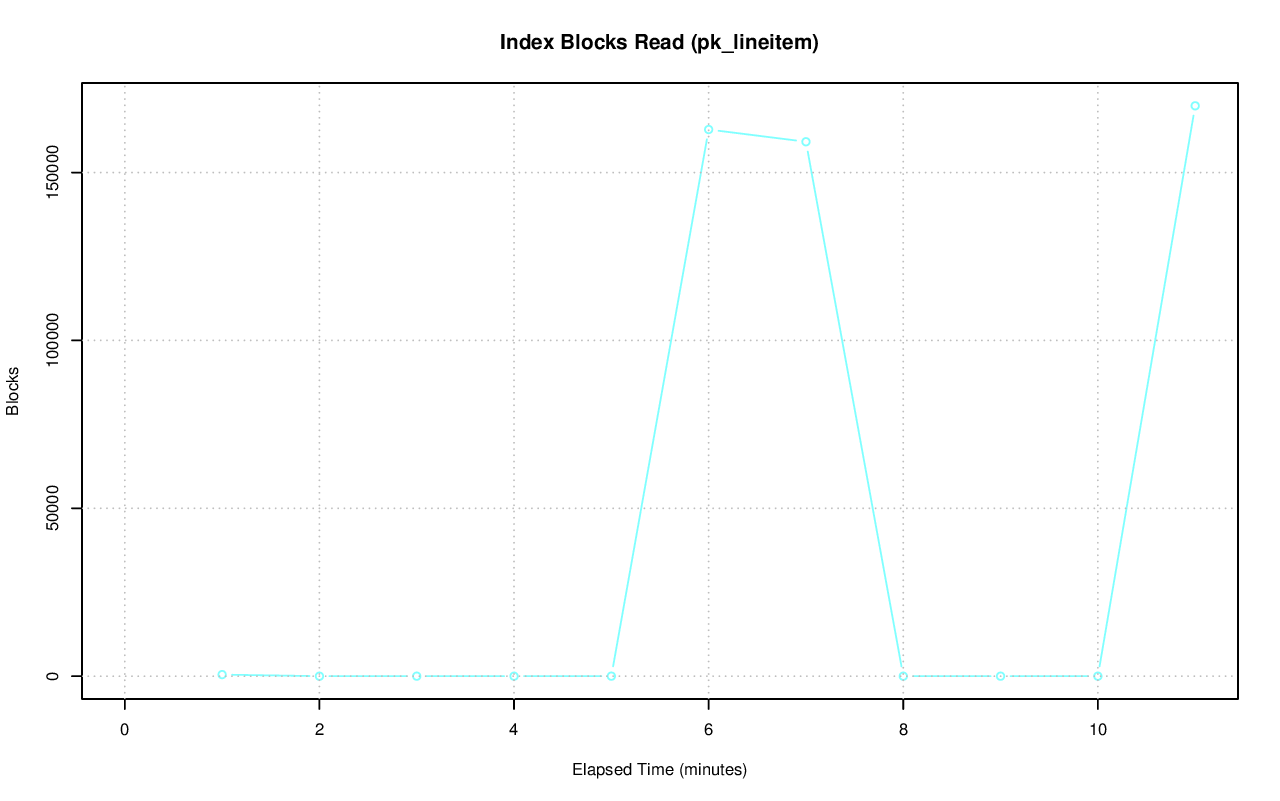 Index Blocks Read (pk_lineitem)
150000
100000
50000
0
Blocks
0 2 4 6 8 10
Elapsed Time (minutes)